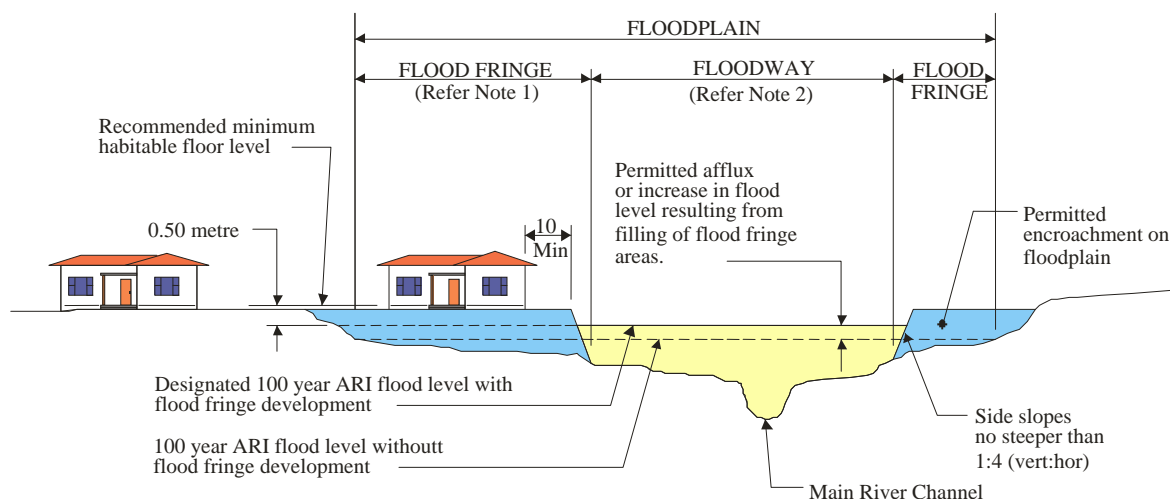 FLOODPLAIN
FLOOD FRINGE
(Refer Note 1)
FLOODWAY
(Refer Note 2)
FLOOD
FRINGE
Recommended minimum
habitable floor level
0.50 metre
10
Min
Permitted afflux
or increase in flood
level resulting from
filling of flood fringe
areas.
Permitted
encroachment on
floodplain
Designated 100 year ARI flood level with
flood fringe development
100 year ARI flood level withoutt
flood fringe development
Side slopes
no steeper than
1:4 (vert:hor)
Main River Channel